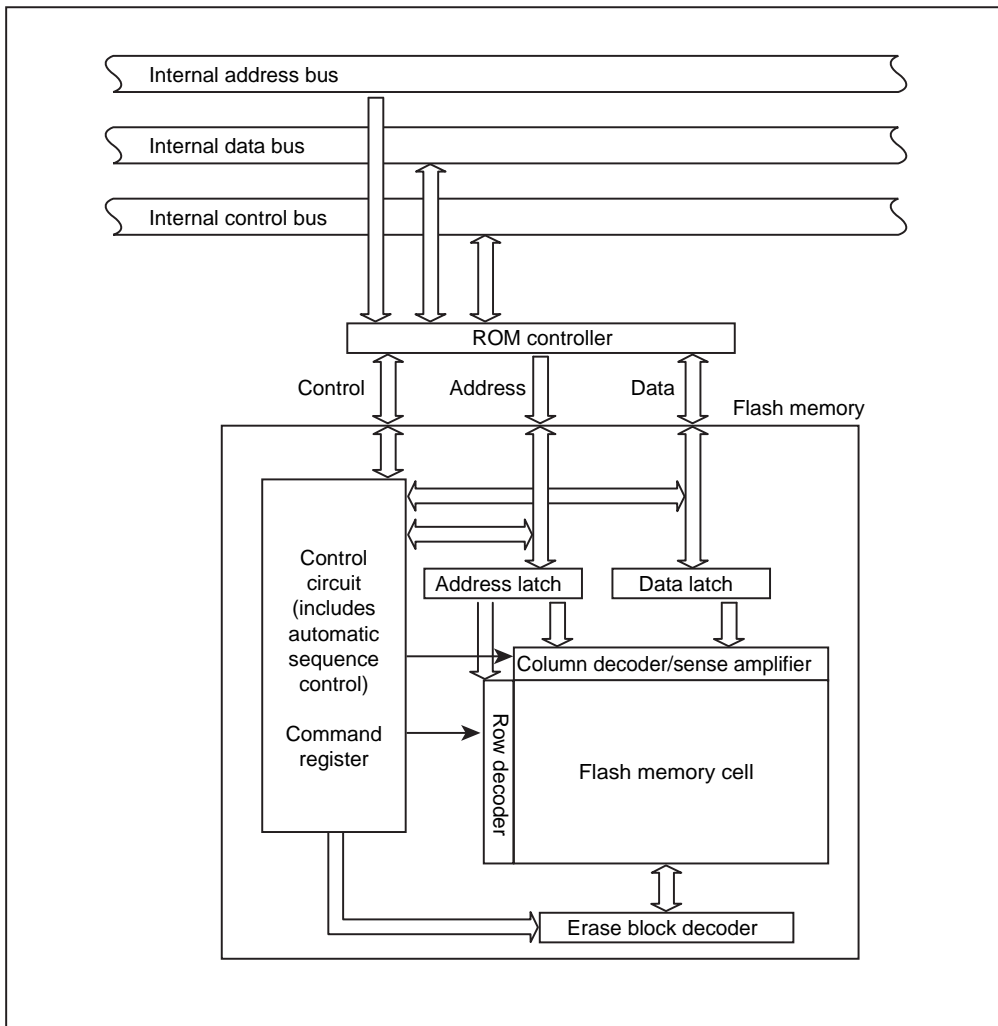 Internal address bus
Internal data bus
Internal control bus
ROM controller
Control
Address
Data
Flash memory
Control
circuit
(includes
automatic
sequence
control)
Command
register
Address latch
Data latch
Column decoder/sense amplifier
Row decoder
Flash memory cell
Erase block decoder